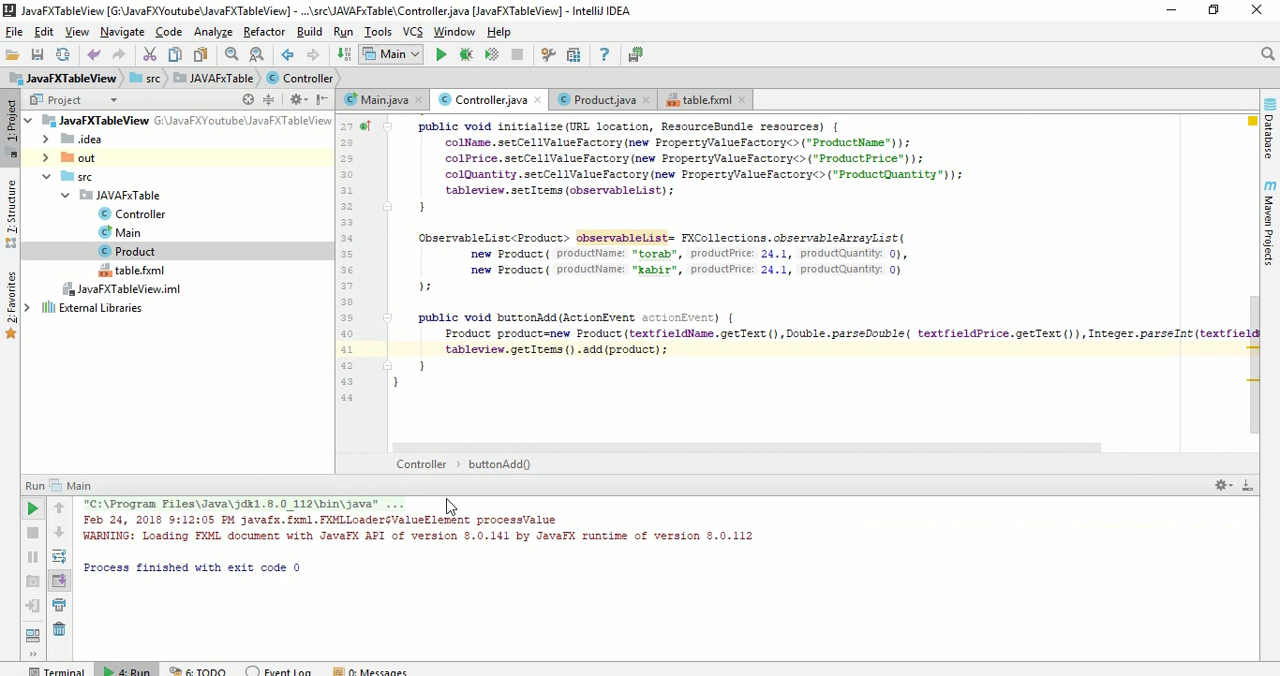 JavaFXTableView [G:\JavaFXYoutube\JavaFXTableView] - ...\src\JAVAFxTable\Controller.java [JavaFXTableView] - IntelliJ IDEA
File Edit View Navigate Code Analyze Refactor Build Run Tools VCS Window Help
Main
JavaFXTableView src JAVAFxTable Controller
Project
Main.java Controller.java Product.java table.fxml
1: Project
Z: Structure
2: Favorites
JavaFXTableView G:\JavaFXYoutube\JavaFXTableView
.idea
out
src
JAVAFxTable
Controller
Main
Product
table.fxml
JavaFXTableView.iml
External Libraries
27 public void initialize(URL location, ResourceBundle resources) {
28 colName.setCellValueFactory(new PropertyValueFactory<>("ProductName"));
29 colPrice.setCellValueFactory(new PropertyValueFactory<>("ProductPrice"));
30 colQuantity.setCellValueFactory(new PropertyValueFactory<>("ProductQuantity"));
31 tableview.setItems(observableList);
32 }
33
34 ObservableList<Product> observableList= FXCollections.observableArrayList(
35 new Product( productName: "torab", productPrice: 24.1, productQuantity: 0),
36 new Product( productName: "kabir", productPrice: 24.1, productQuantity: 0)
37 );
38
39 public void buttonAdd(ActionEvent actionEvent) {
40 Product product=new Product(textfieldName.getText(),Double.parseDouble( textfieldPrice.getText()),Integer.parseInt(textfield
41 tableview.getItems().add(product);
42 }
43 }
44
Controller buttonAdd()
Database
Maven Projects
Run Main
"C:\Program Files\Java\jdk1.8.0_112\bin\java" ...
Feb 24, 2018 9:12:05 PM javafx.fxml.FXMLLoader$ValueElement processValue
WARNING: Loading FXML document with JavaFX API of version 8.0.141 by JavaFX runtime of version 8.0.112
Process finished with exit code 0
Terminal 4: Run 6: TODO Event Log 0: Messages